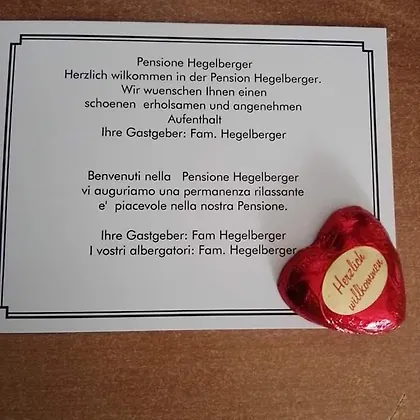 Pensione Hegelberger
Herzlich wilkommen in der Pension Hegelberger.
Wir wuenschen Ihnen einen
schoenen erholsamen und angenehmen
Aufenthalt
Ihre Gastgeber: Fam. Hegelberger
Benvenuti nella Pensione Hegelberger
vi auguriamo una permanenza rilassante
e' piacevole nella nostra Pensione.
Ihre Gastgeber: Fam Hegelberger
I vostri albergatori: Fam. Hegelberger
Herzlich
willkommen